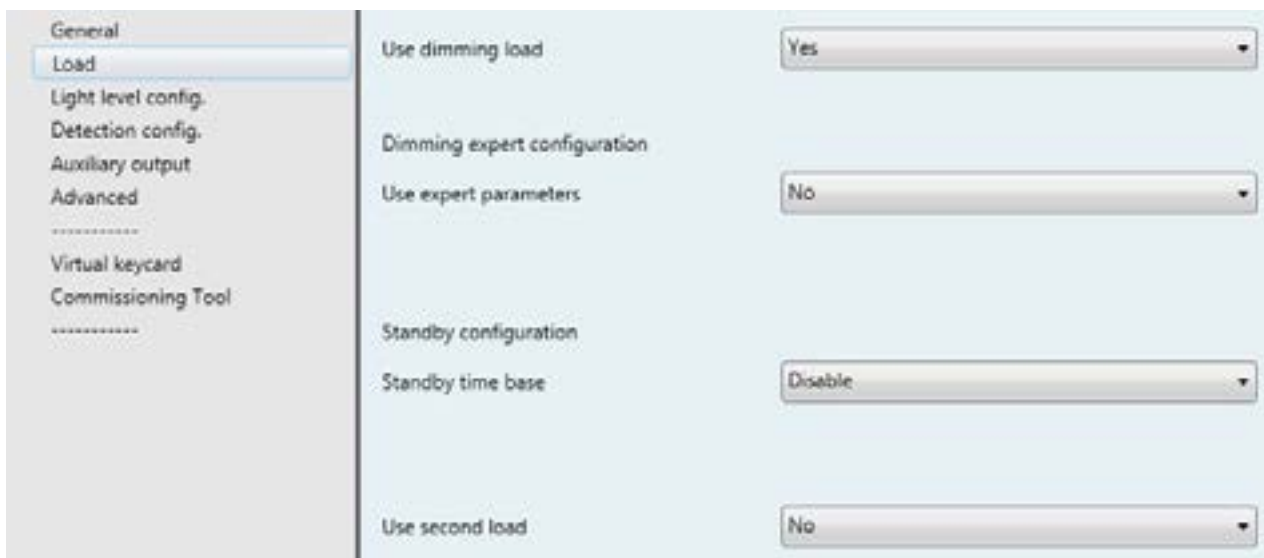 General
Load
Light level config.
Detection config.
Auxiliary output
Advanced
-----------
Virtual keycard
Commissioning Tool
-----------
Use dimming load Yes
Dimming expert configuration
Use expert parameters No
Standby configuration
Standby time base Disable
Use second load No